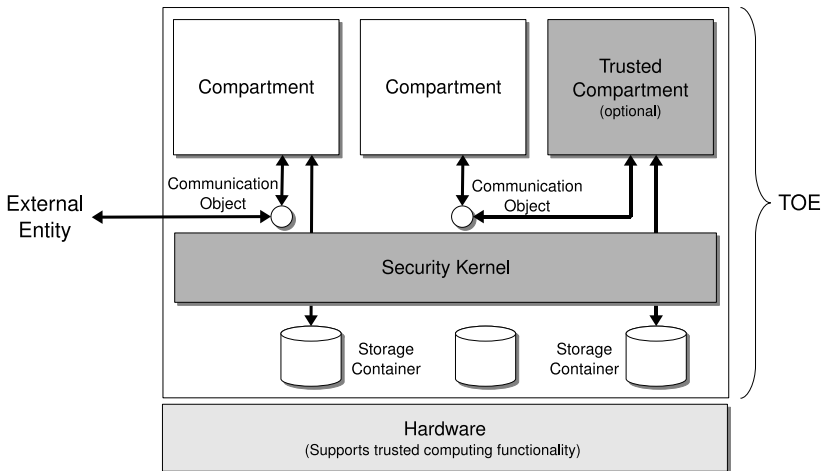 Compartment
Compartment
Trusted
Compartment
(optional)
Communication
Object
Communication
Object
External
Entity
TOE
Security Kernel
Storage
Container
Storage
Container
Hardware
(Supports trusted computing functionality)